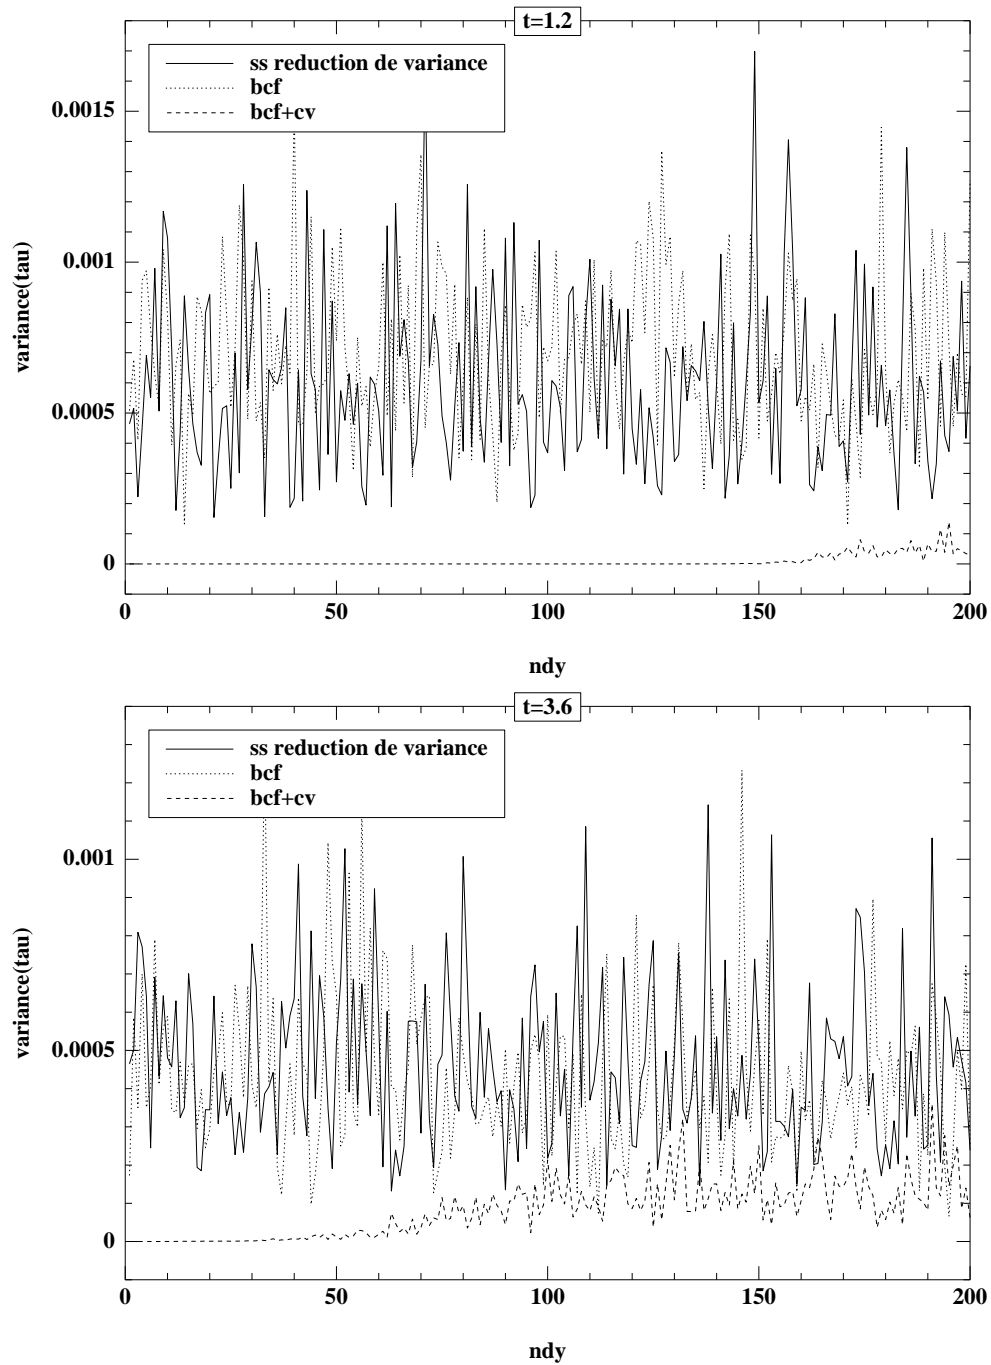 t=1.2
ss reduction de variance
bcf
bcf+cv
0.0015
0.001
0.0005
0
variance(tau)
0 50 100 150 200
ndy
t=3.6
ss reduction de variance
bcf
bcf+cv
0.001
0.0005
0
variance(tau)
0 50 100 150 200
ndy